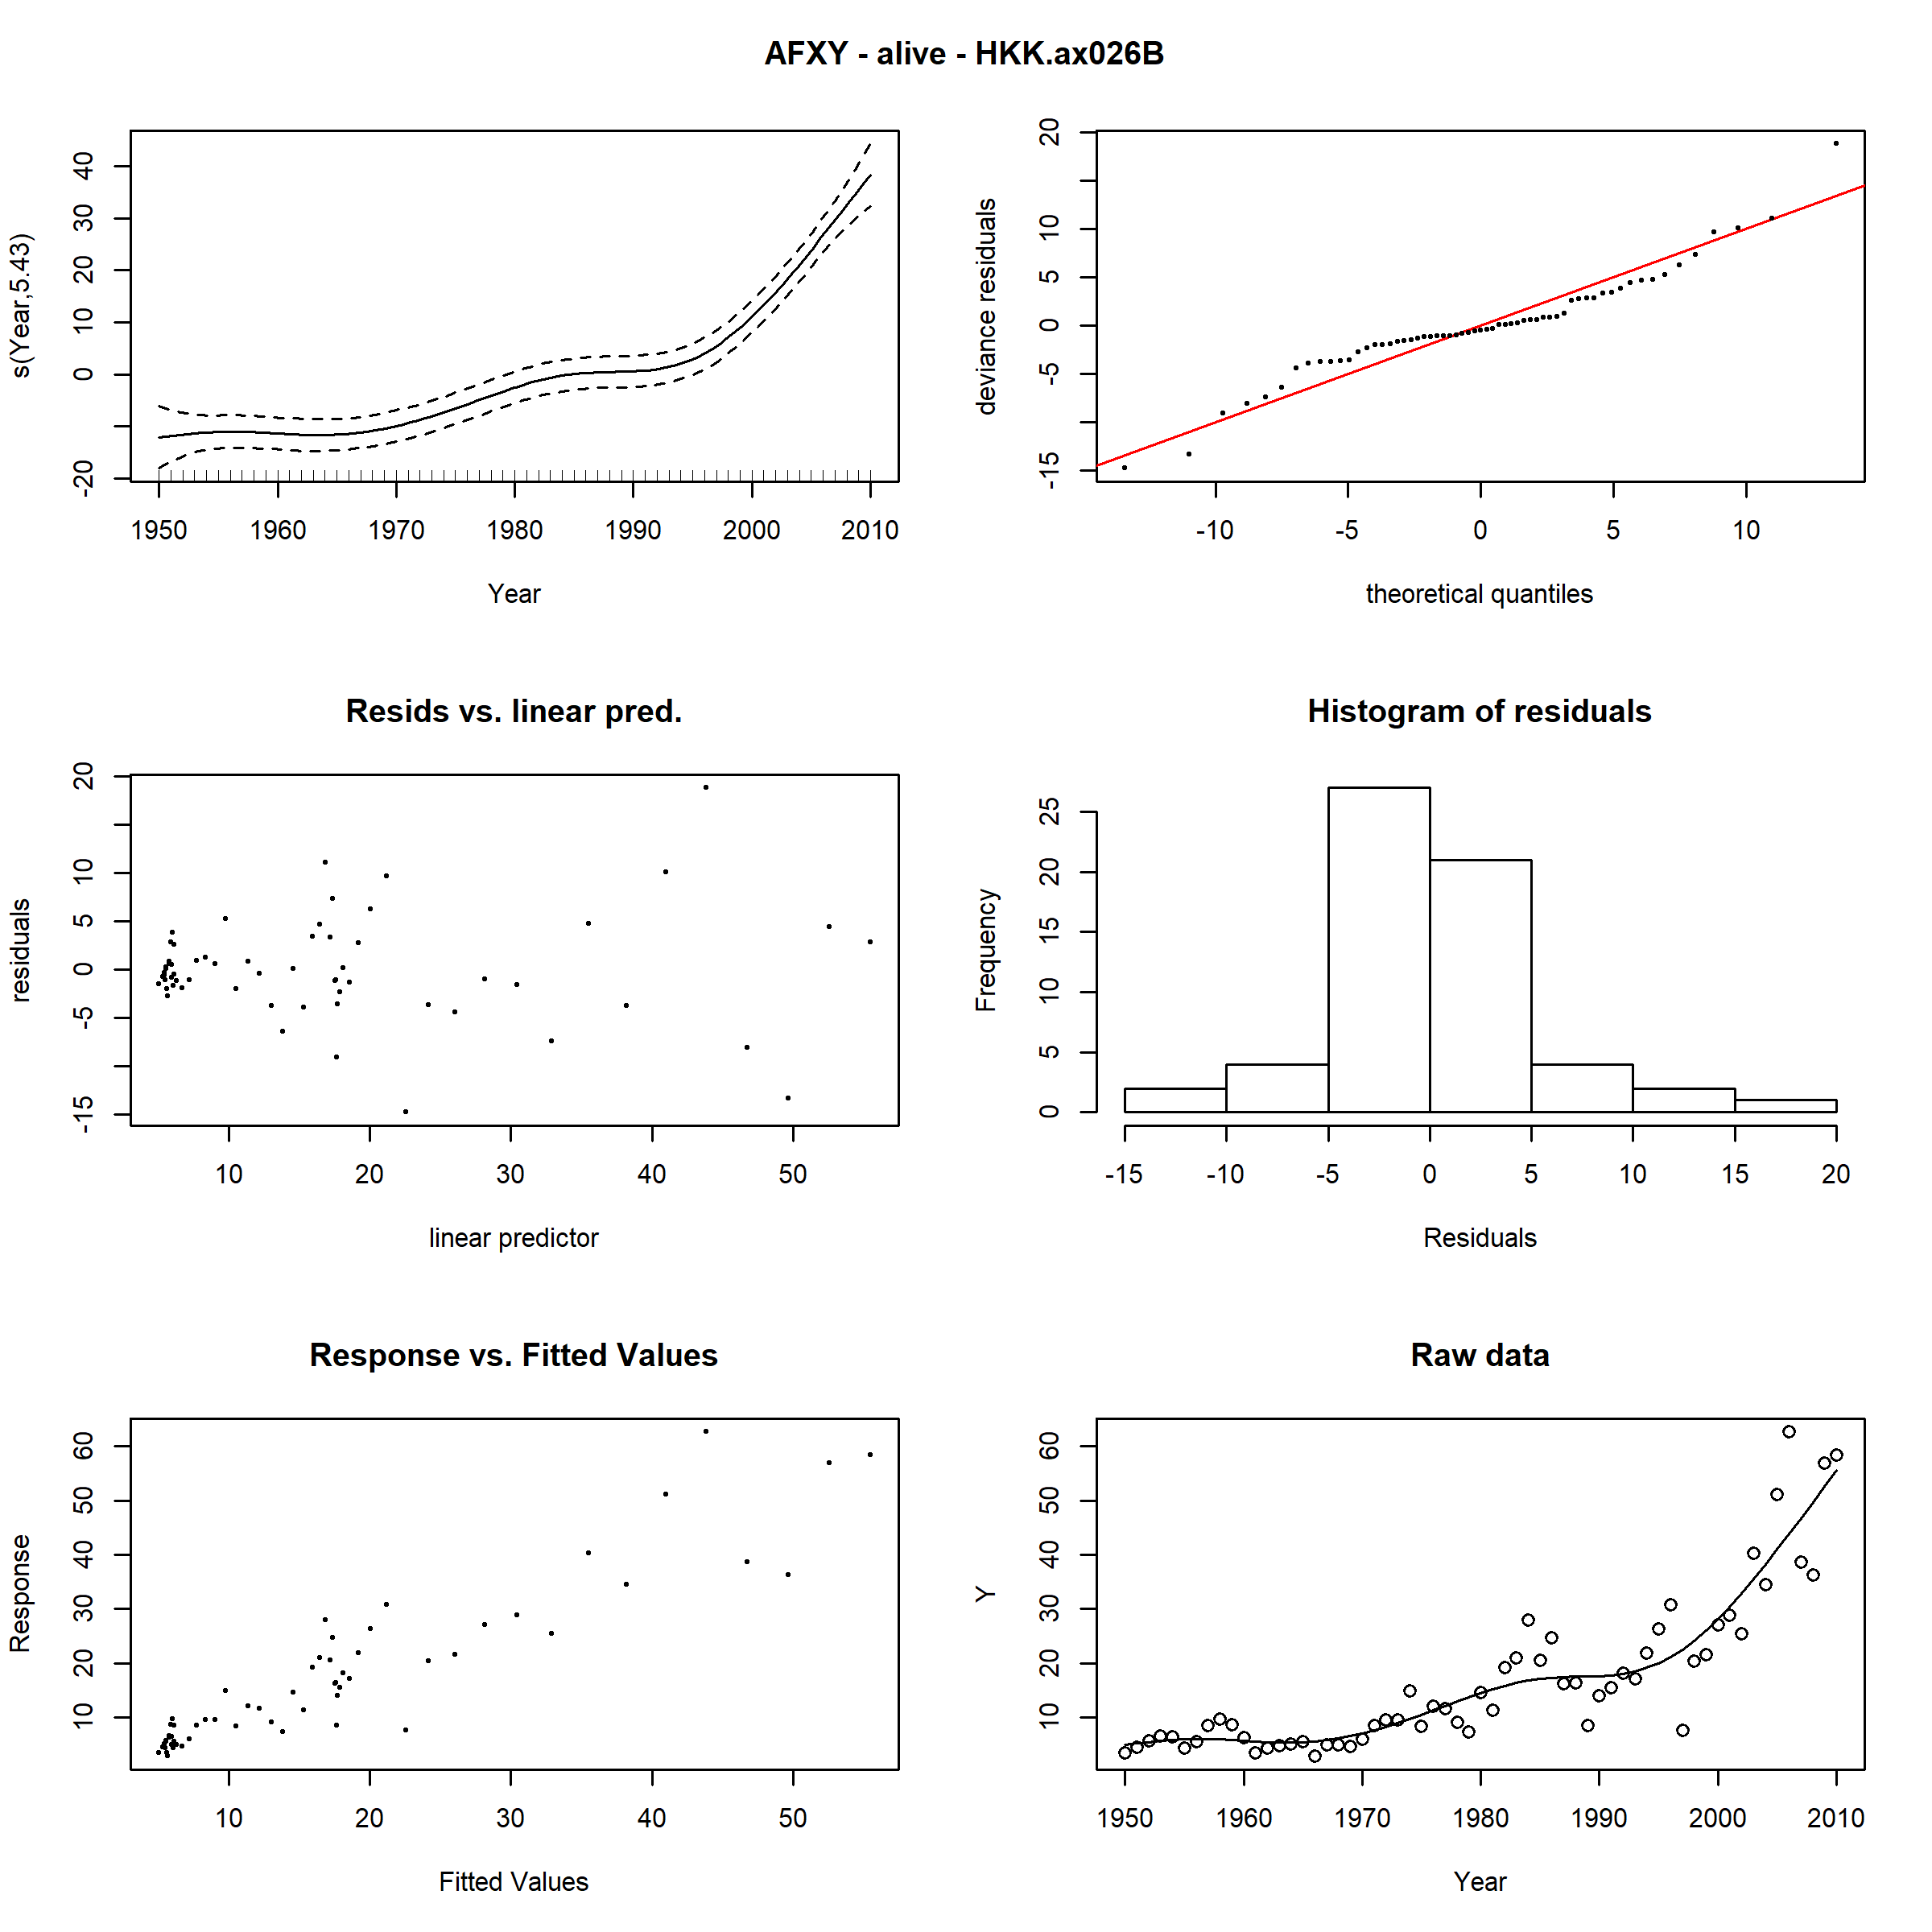 AFXY - alive - HKK.ax026B
s(Year,5.43)
-20 0 10 20 30 40
1950 1960 1970 1980 1990 2000 2010
Year
deviance residuals
-15 -5 0 5 10 20
-10 -5 0 5 10
theoretical quantiles
Resids vs. linear pred.
residuals
-15 -5 0 5 10 20
10 20 30 40 50
linear predictor
Histogram of residuals
Frequency
0 5 10 15 20 25
-15 -10 -5 0 5 10 15 20
Residuals
Response vs. Fitted Values
Response
10 20 30 40 50 60
10 20 30 40 50
Fitted Values
Raw data
Y
10 20 30 40 50 60
1950 1960 1970 1980 1990 2000 2010
Year